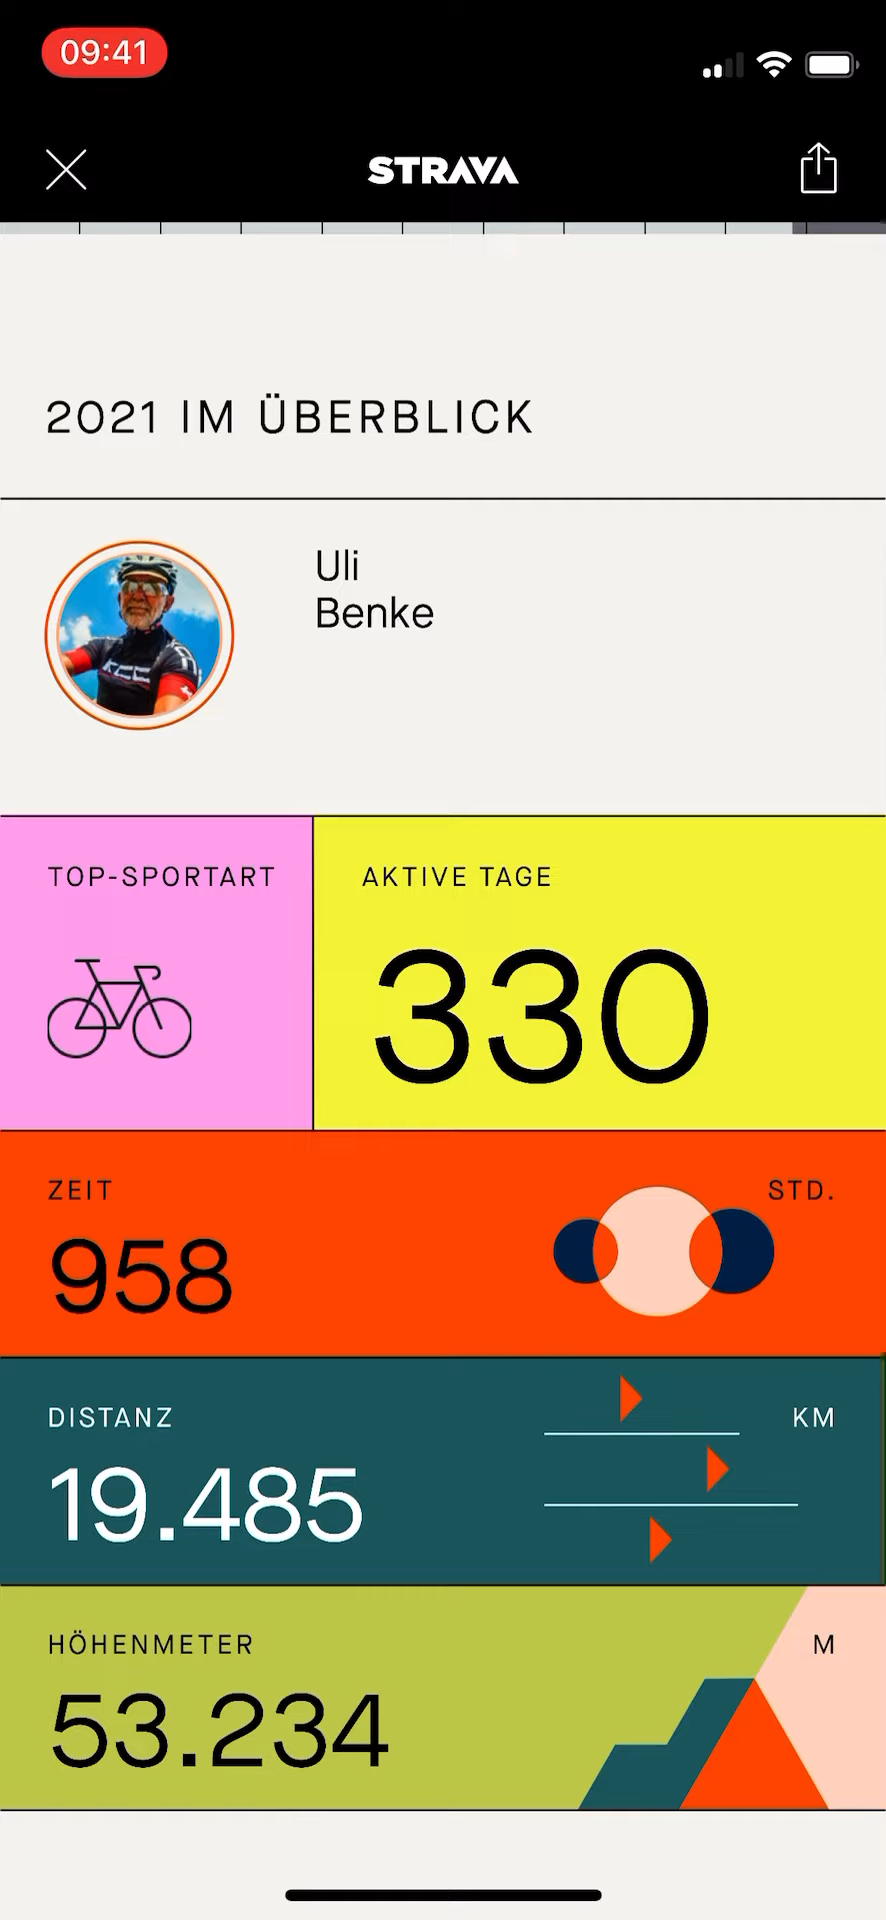 09:41
STRAVA
2021 IM ÜBERBLICK
Uli
Benke
KCC
TOP-SPORTART
AKTIVE TAGE
330
ZEIT
STD.
958
DISTANZ
KM
19.485
HÖHENMETER
M
53.234